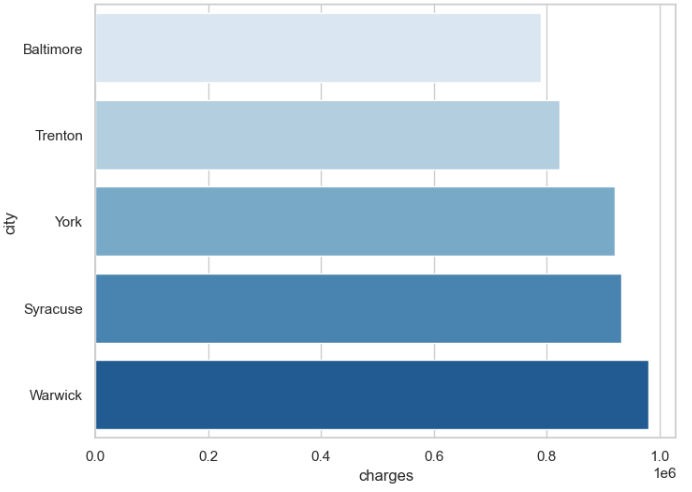 Baltimore
Trenton
York
Syracuse
Warwick
city
0.0 0.2 0.4 0.6 0.8 1.0
1e6
charges